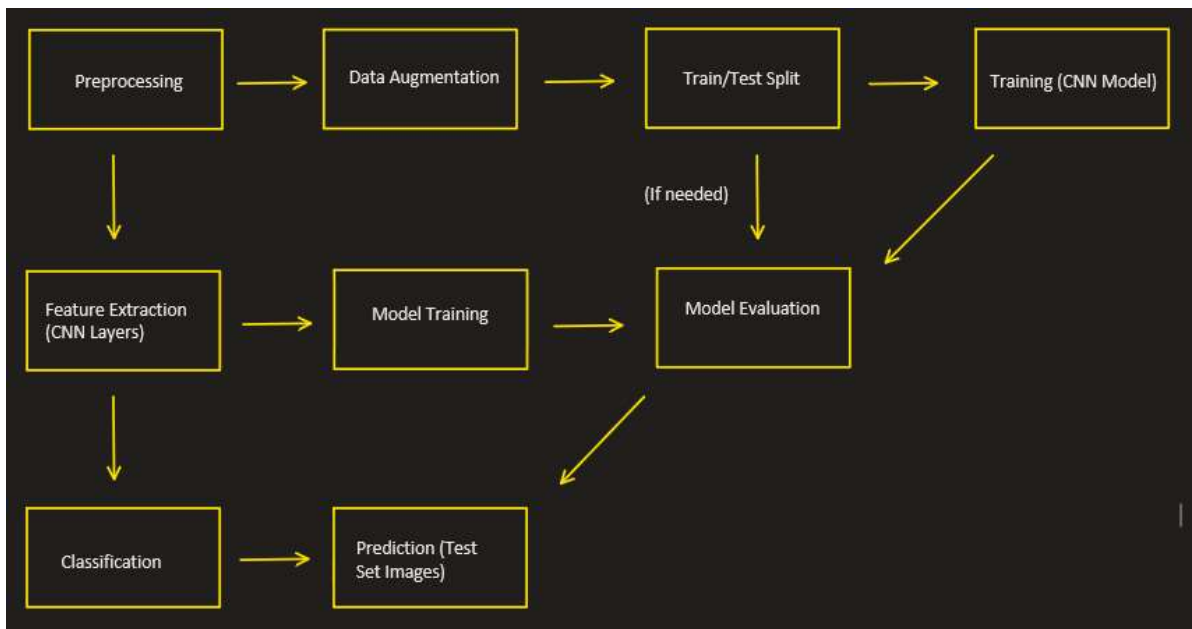 Preprocessing
Data Augmentation
Train/Test Split
Training (CNN Model)
(If needed)
Feature Extraction
(CNN Layers)
Model Training
Model Evaluation
Classification
Prediction (Test
Set Images)